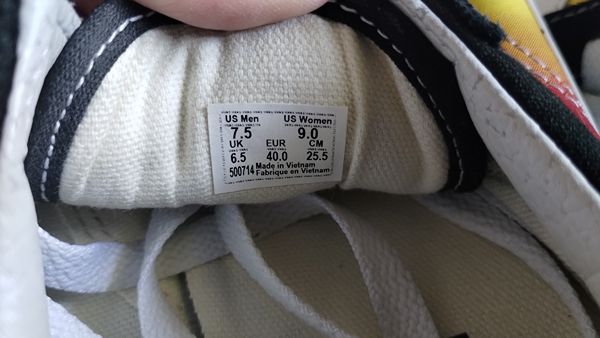 US Men US Women
7.5 9.0
UK EUR CM
6.5 40.0 25.5
500714 Made in Vietnam
Fabrique en Vietnam